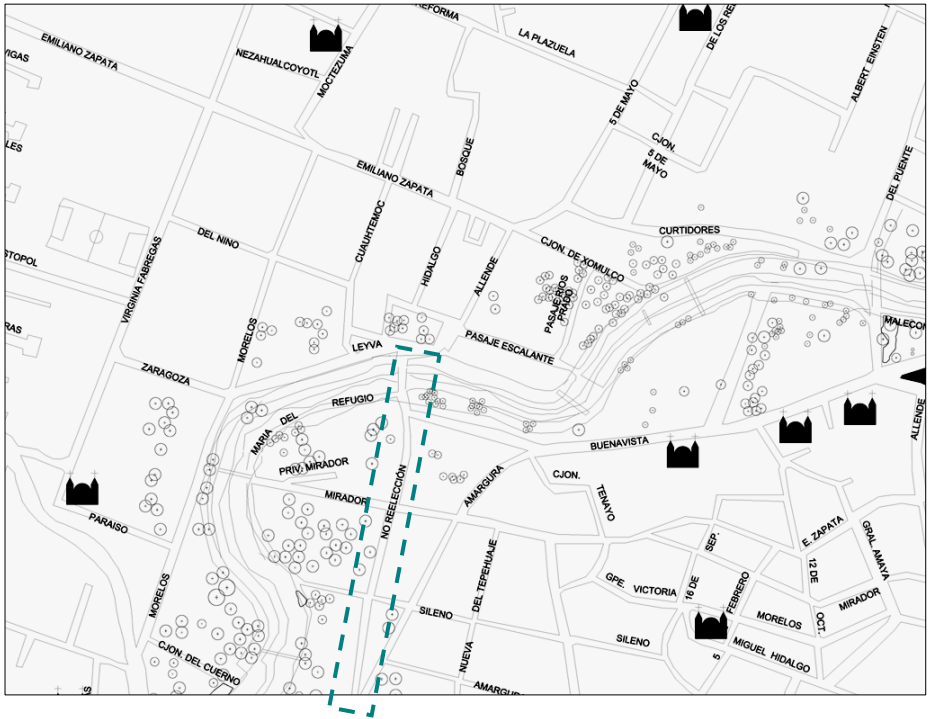 REFORMA
LA PLAZUELA
DE LOS RE
EMILIANO ZAPATA
VIGAS
NEZAHUALCOYOTL
MOCTEZUMA
ALBERT EINSTEN
5 DE MAYO
CJON.
5 DE
MAYO
LES
BOSQUE
EMILIANO ZAPATA
DEL PUENTE
CUAUHTEMOC
DEL NINO
CURTIDORES
STOPOL
VIRGINIA FABREGAS
HIDALGO
ALLENDE
CJON. DE XOMULCO
PASAJE RIOS
PRADO
RAS
MORELOS
LEYVA
PASAJE ESCALANTE
MALECON
ZARAGOZA
REFUGIO
MARIA DEL
ALLENDE
BUENAVISTA
PRIV. MIRADOR
NO REELECCIÓN
AMARGURA
CJON.
TENAYO
MIRADOR
PARAISO
E. ZAPATA
GRAL. AMAYA
SEP.
16 DE
DEL TEPEHUAJE
NUEVA
GPE. VICTORIA
FEBRERO
5
12 DE
OCT.
MIRADOR
MORELOS
SILENO
MORELOS
SILENO
MIGUEL HIDALGO
CJON. DEL CUERNO
AMARGURA
AS